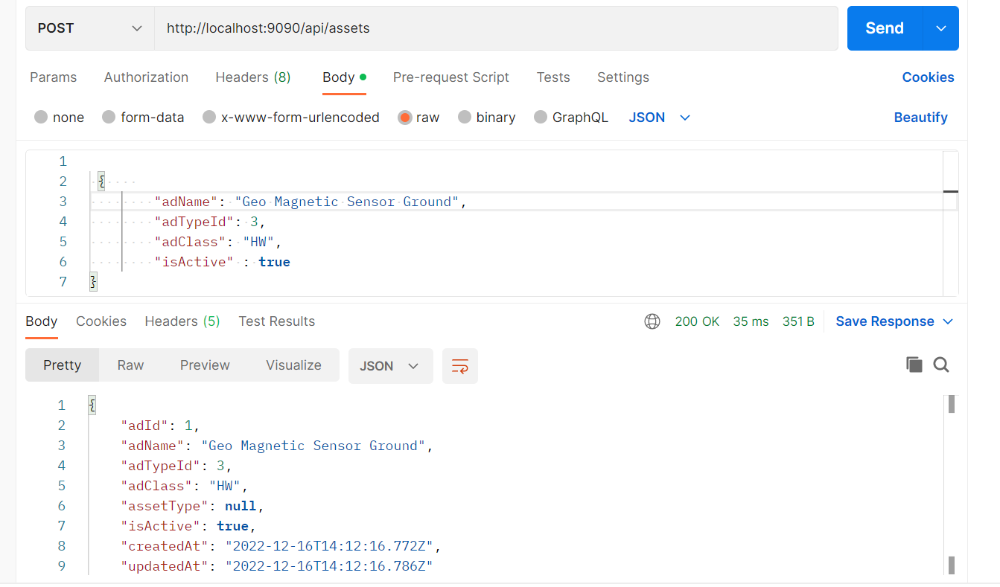 POST http://localhost:9090/api/assets Send
Params Authorization Headers (8) Body Pre-request Script Tests Settings Cookies
none form-data x-www-form-urlencoded raw binary GraphQL JSON Beautify
1
2 {
3 "adName": "Geo Magnetic Sensor Ground",
4 "adTypeId": 3,
5 "adClass": "HW",
6 "isActive" : true
7 }
Body Cookies Headers (5) Test Results 200 OK 35 ms 351 B Save Response
Pretty Raw Preview Visualize JSON
1 {
2 "adId": 1,
3 "adName": "Geo Magnetic Sensor Ground",
4 "adTypeId": 3,
5 "adClass": "HW",
6 "assetType": null,
7 "isActive": true,
8 "createdAt": "2022-12-16T14:12:16.772Z",
9 "updatedAt": "2022-12-16T14:12:16.786Z"